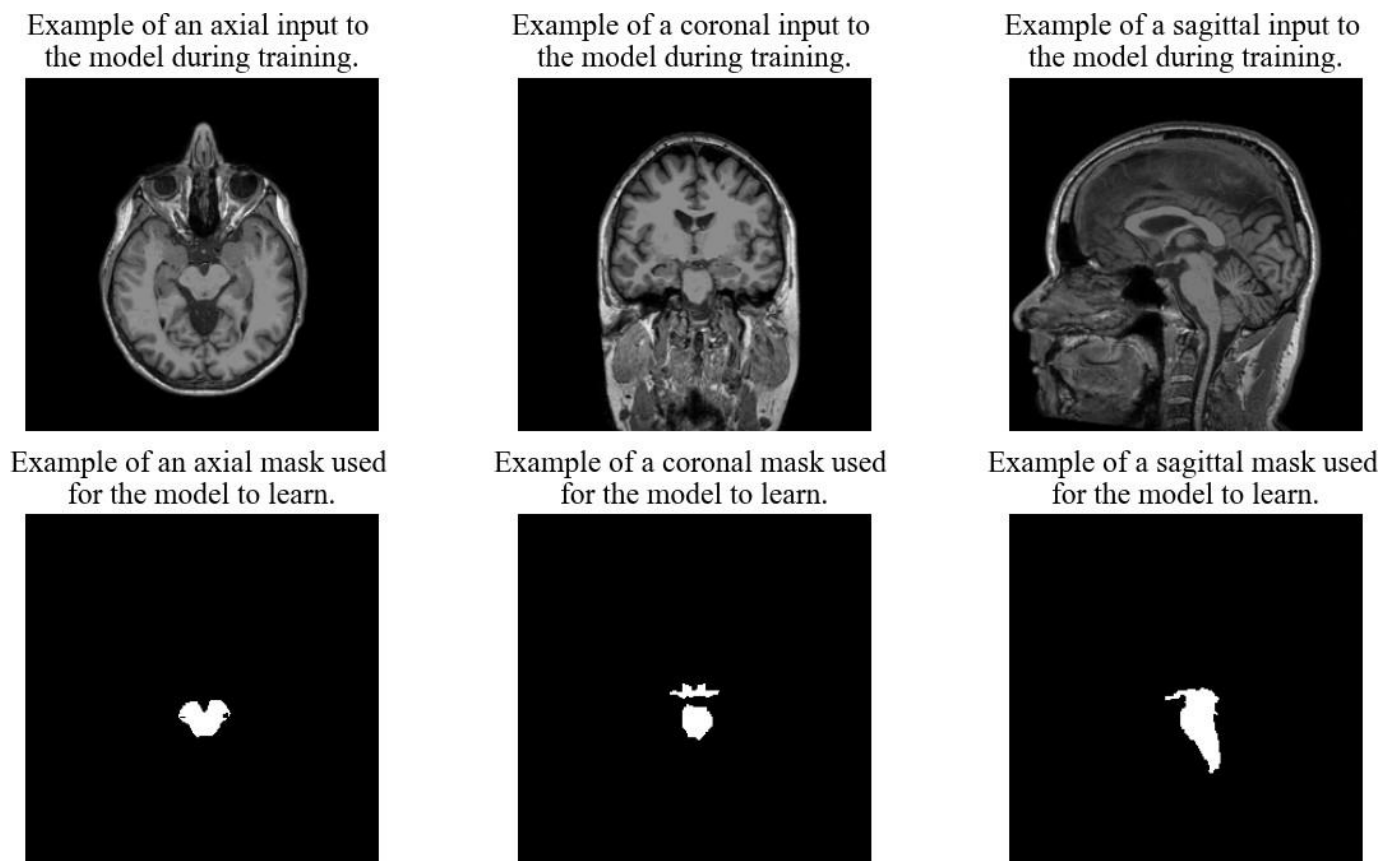 Example of an axial input to
the model during training.
Example of a coronal input to
the model during training.
Example of a sagittal input to
the model during training.
Example of an axial mask used
for the model to learn.
Example of a coronal mask used
for the model to learn.
Example of a sagittal mask used
for the model to learn.